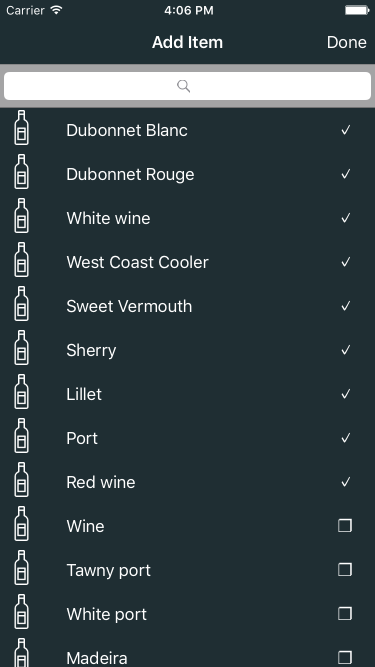 Carrier 4:06 PM
Add Item Done
Dubonnet Blanc ✓
Dubonnet Rouge ✓
White wine ✓
West Coast Cooler ✓
Sweet Vermouth ✓
Sherry ✓
Lillet ✓
Port ✓
Red wine ✓
Wine
Tawny port
White port
Madeira